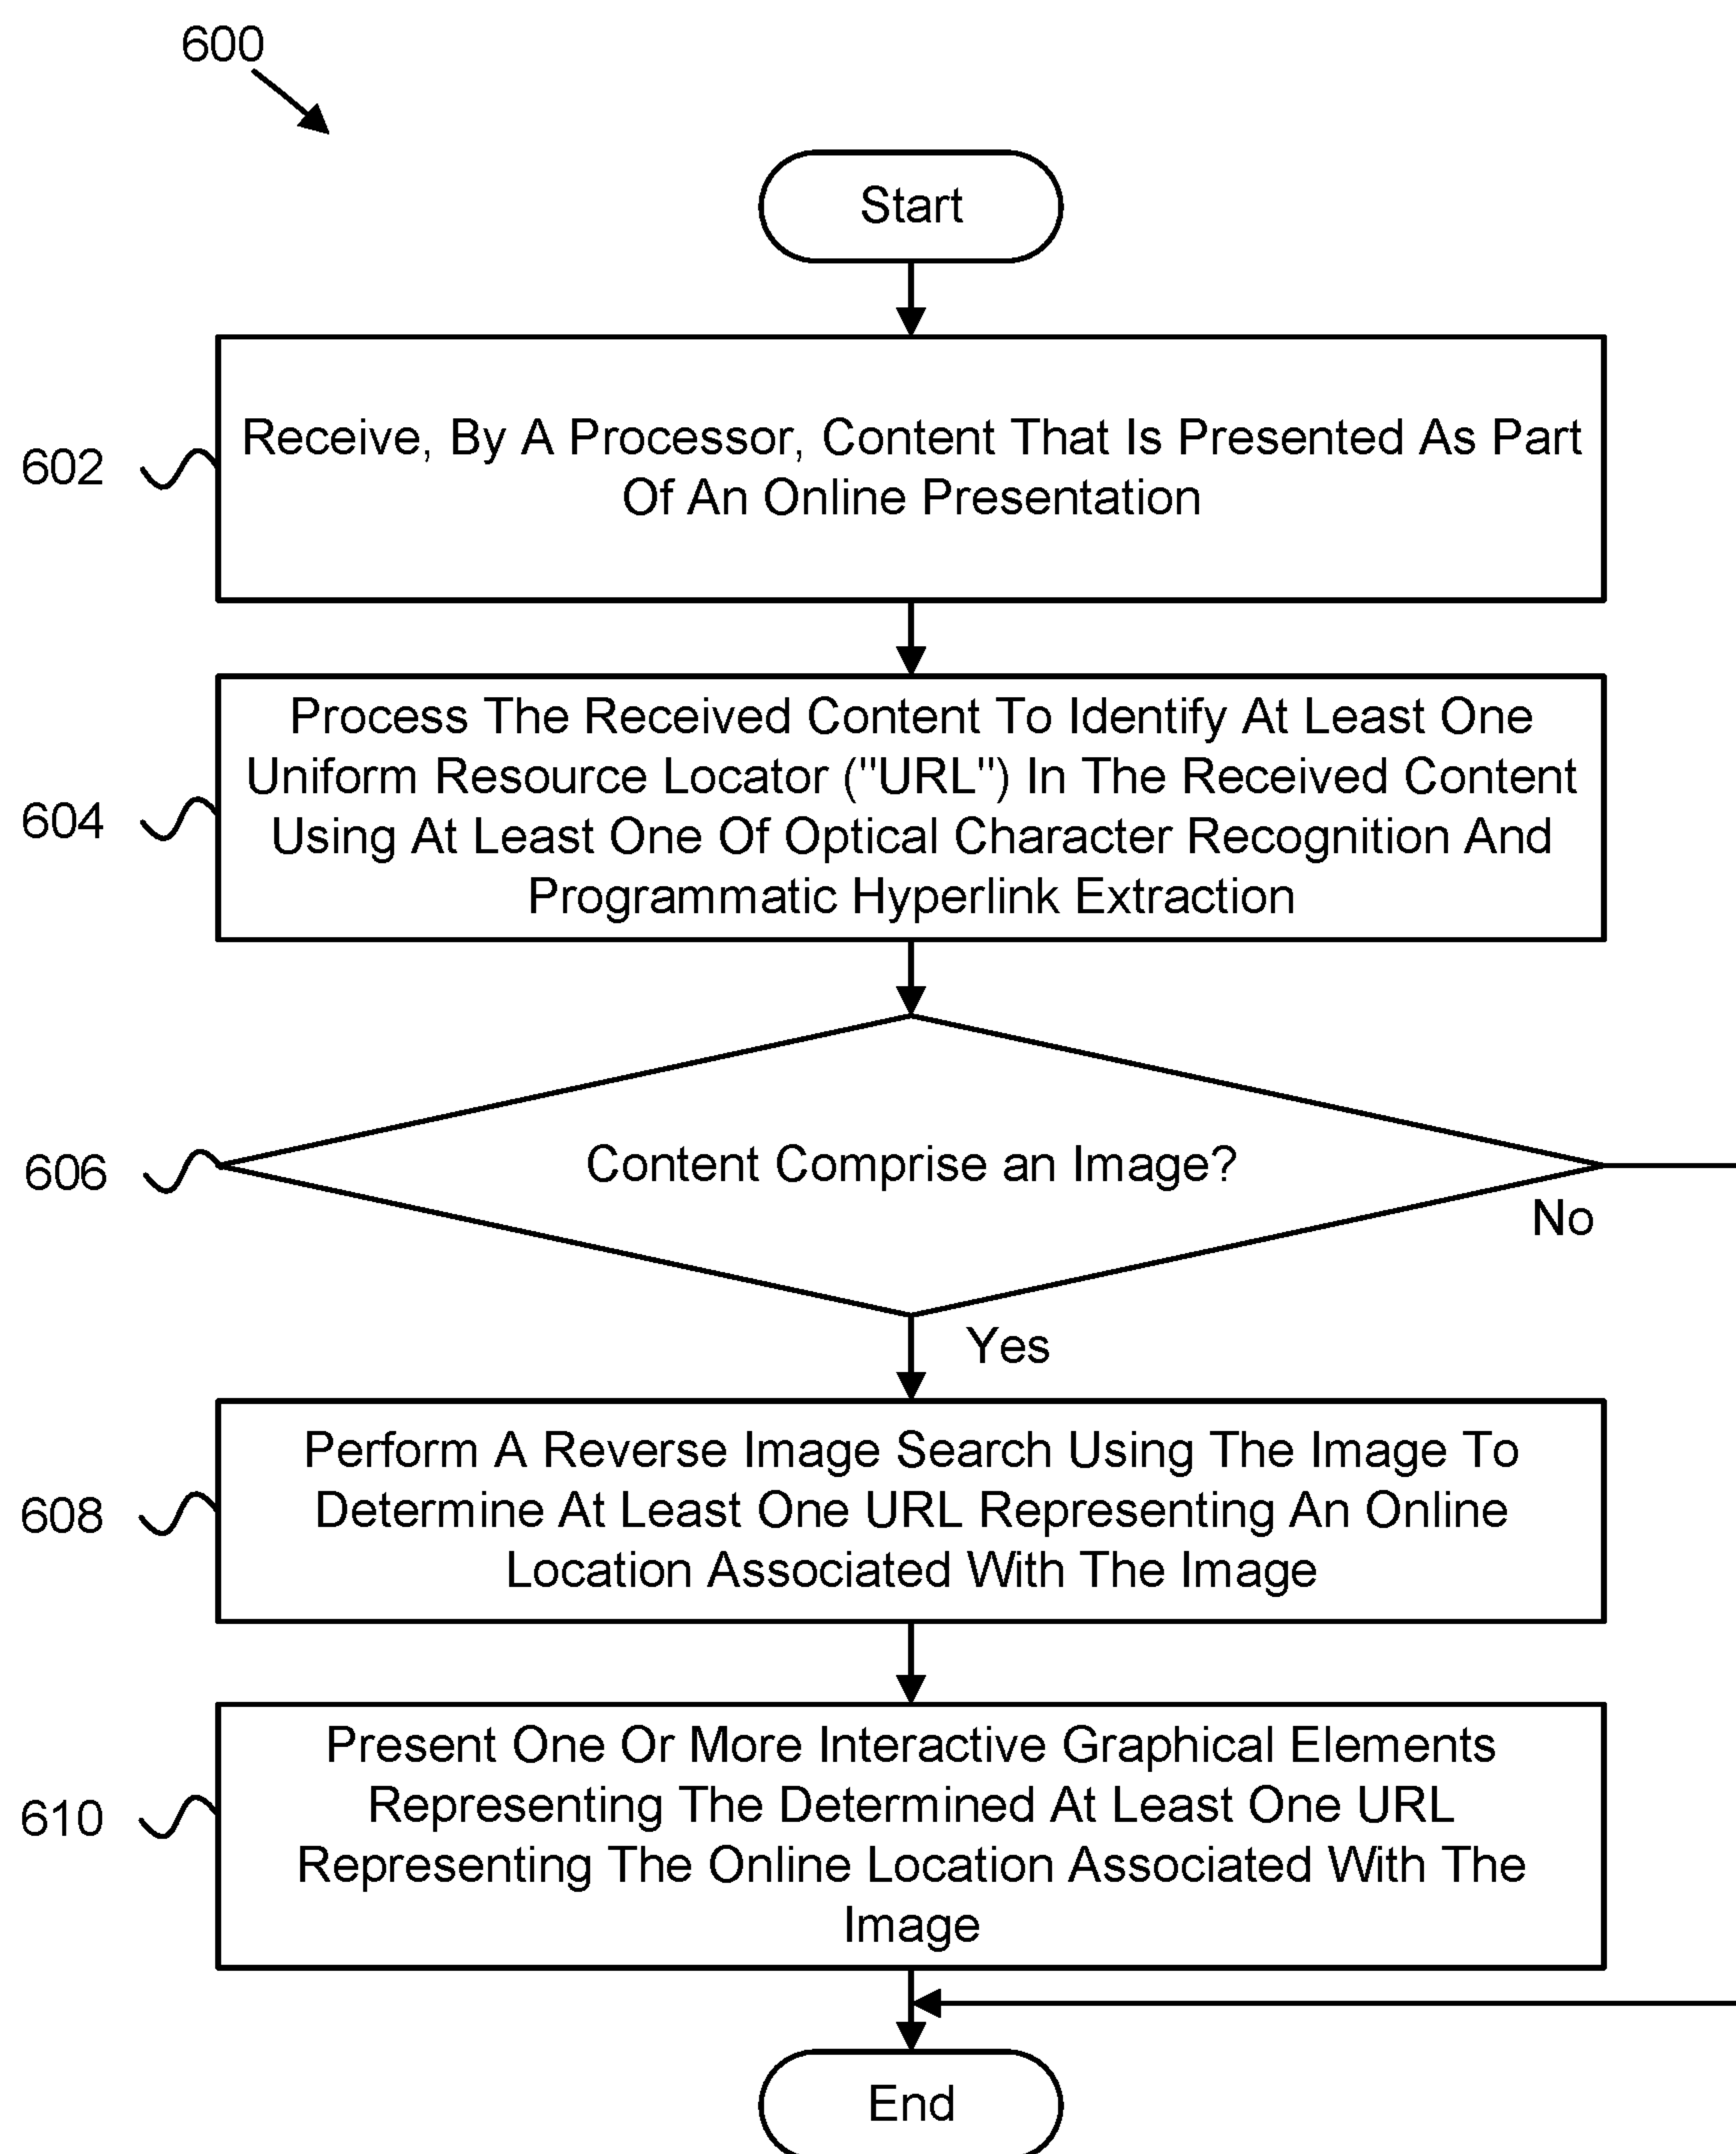 600
Start
602
Receive, By A Processor, Content That Is Presented As Part
Of An Online Presentation
604
Process The Received Content To Identify At Least One
Uniform Resource Locator ("URL") In The Received Content
Using At Least One Of Optical Character Recognition And
Programmatic Hyperlink Extraction
606
Content Comprise an Image?
No
Yes
608
Perform A Reverse Image Search Using The Image To
Determine At Least One URL Representing An Online
Location Associated With The Image
610
Present One Or More Interactive Graphical Elements
Representing The Determined At Least One URL
Representing The Online Location Associated With The
Image
End